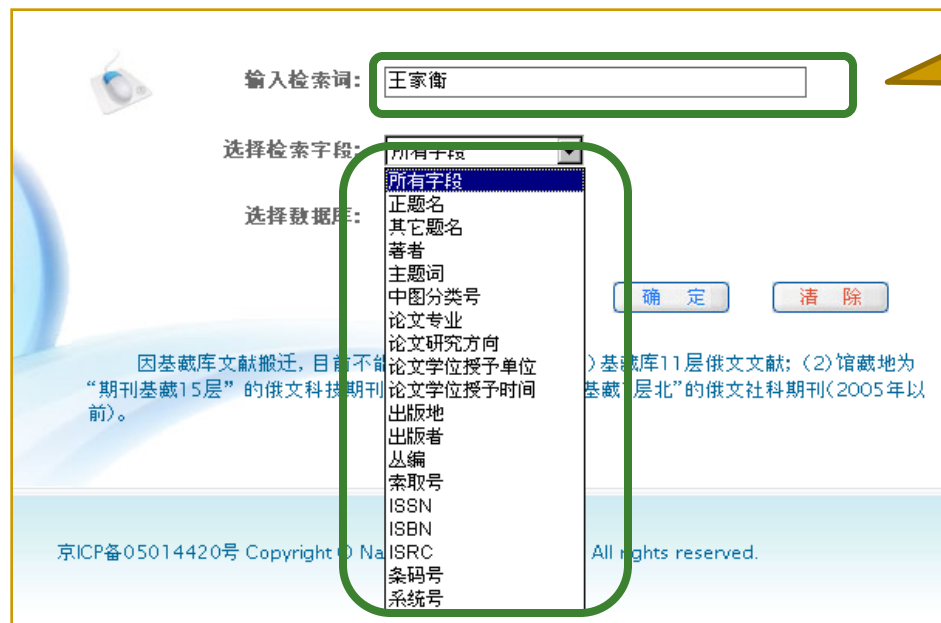 输入检索词:
王家衛
选择检索字段:
所有字段
所有字段
正题名
其它题名
著者
主题词
中图分类号
论文专业
论文研究方向
论文学位授予单位
论文学位授予时间
出版地
出版者
丛编
索取号
ISSN
ISBN
ISRC
条码号
系统号
选择数据库:
确 定
清 除
因基藏库文献搬迁，目前不能 ）基藏库11层俄文文献；(2)馆藏地为
“期刊基藏15层” 的俄文科技期刊 基藏 层北”的俄文社科期刊(2005年以
前)。
京ICP备05014420号 Copyright © Na All rights reserved.